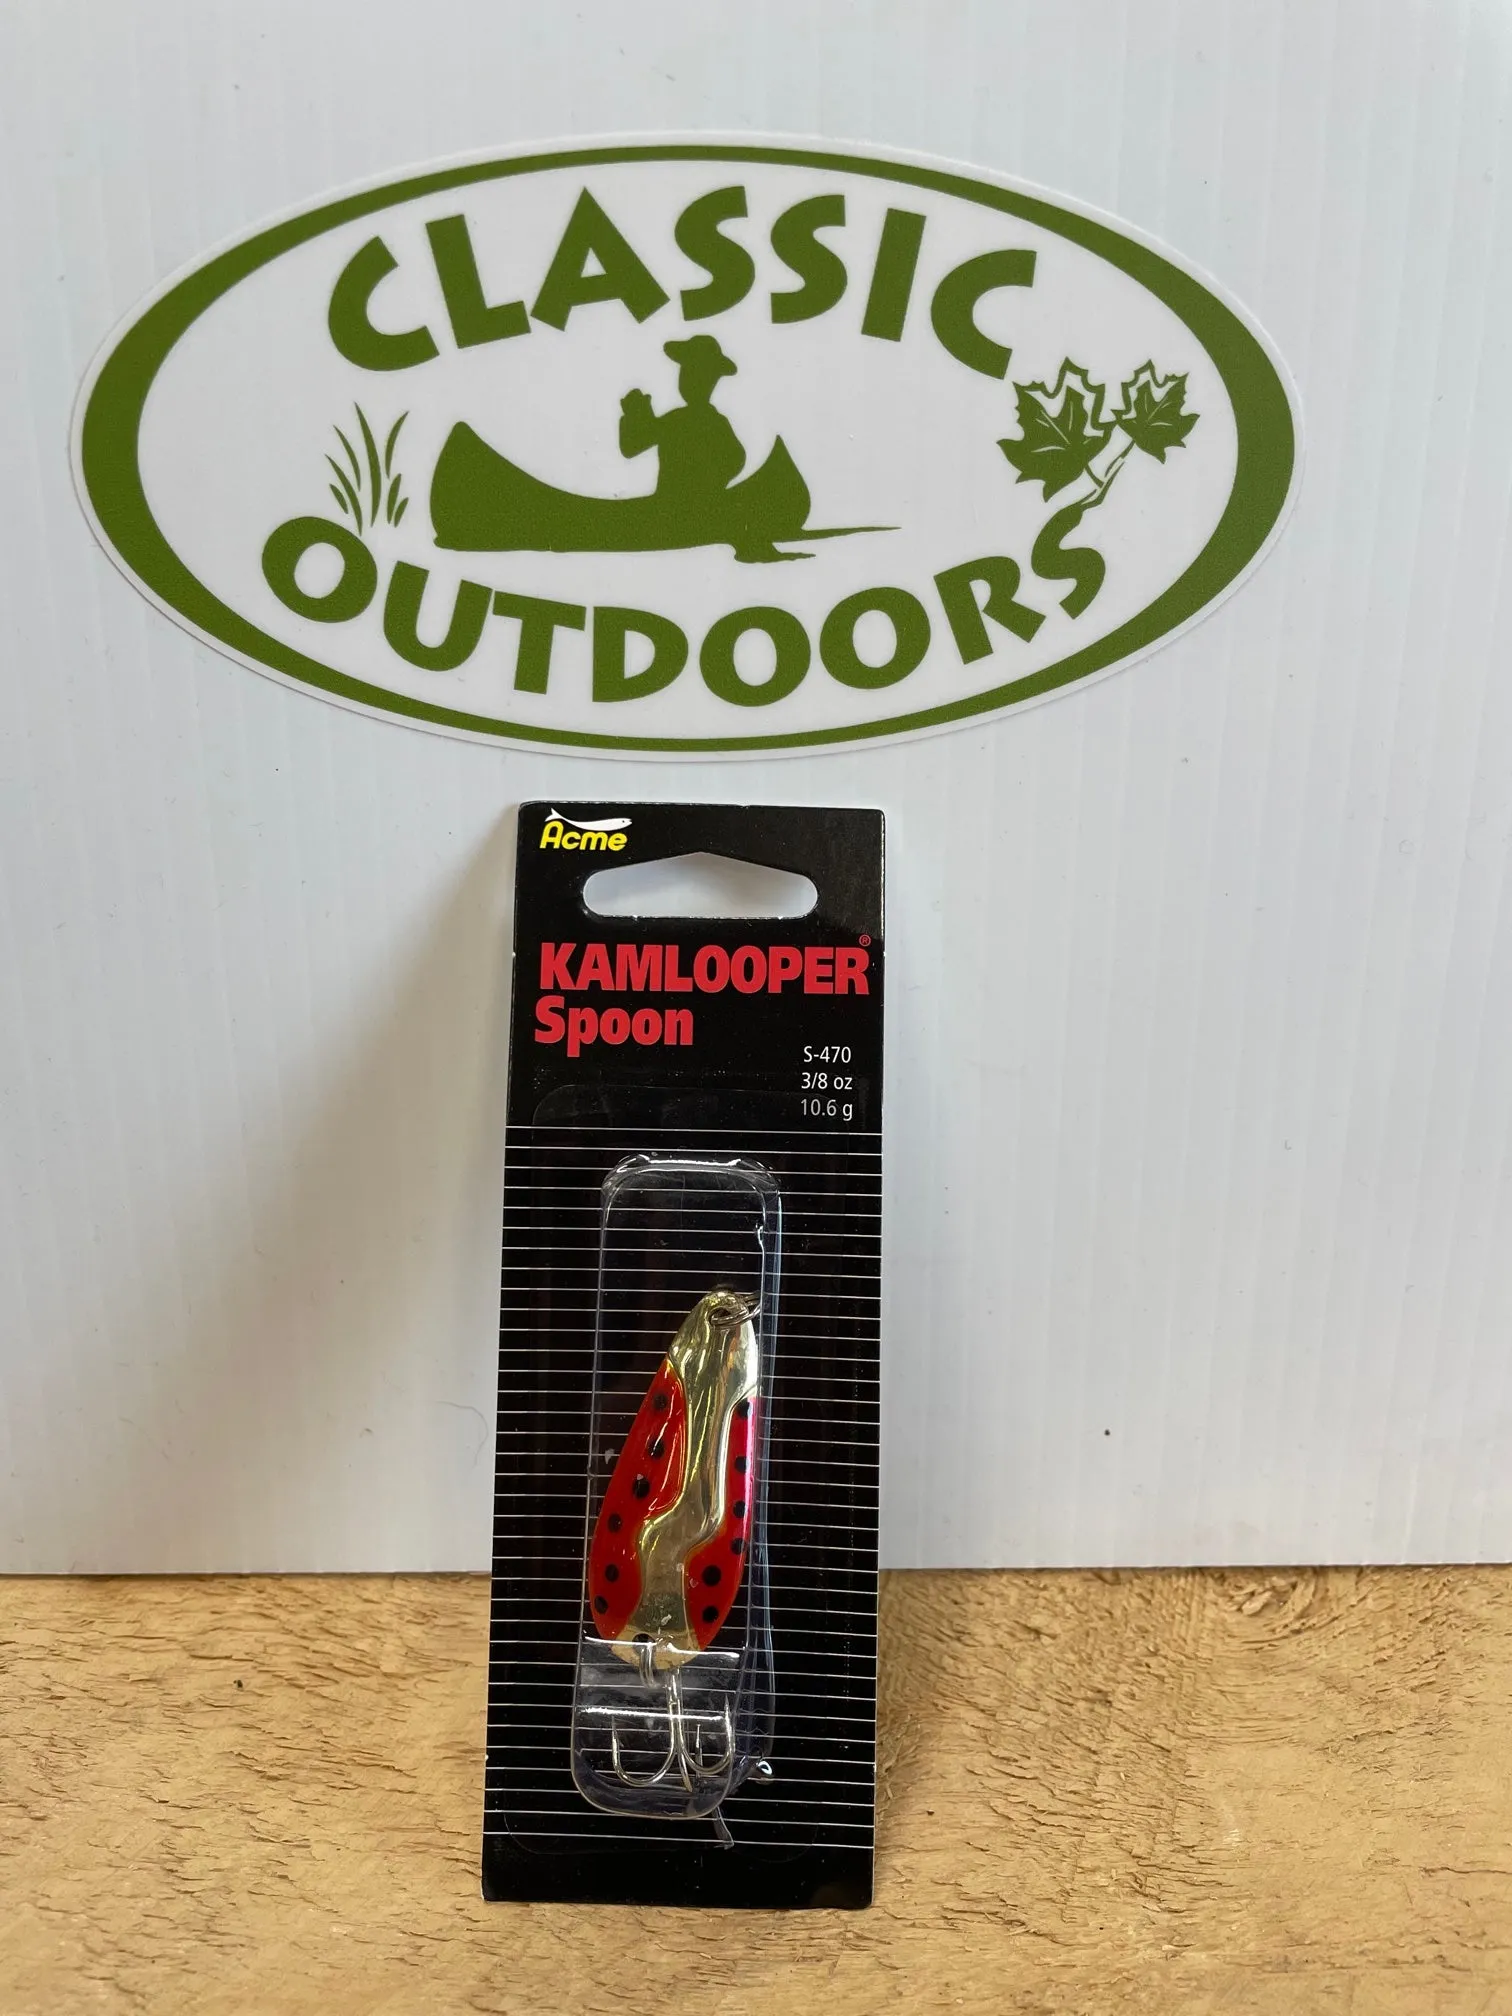 CLASSIC
OUTDOORS
Acme
KAMLOOPER®
Spoon
S-470
3/8 oz
10.6 g